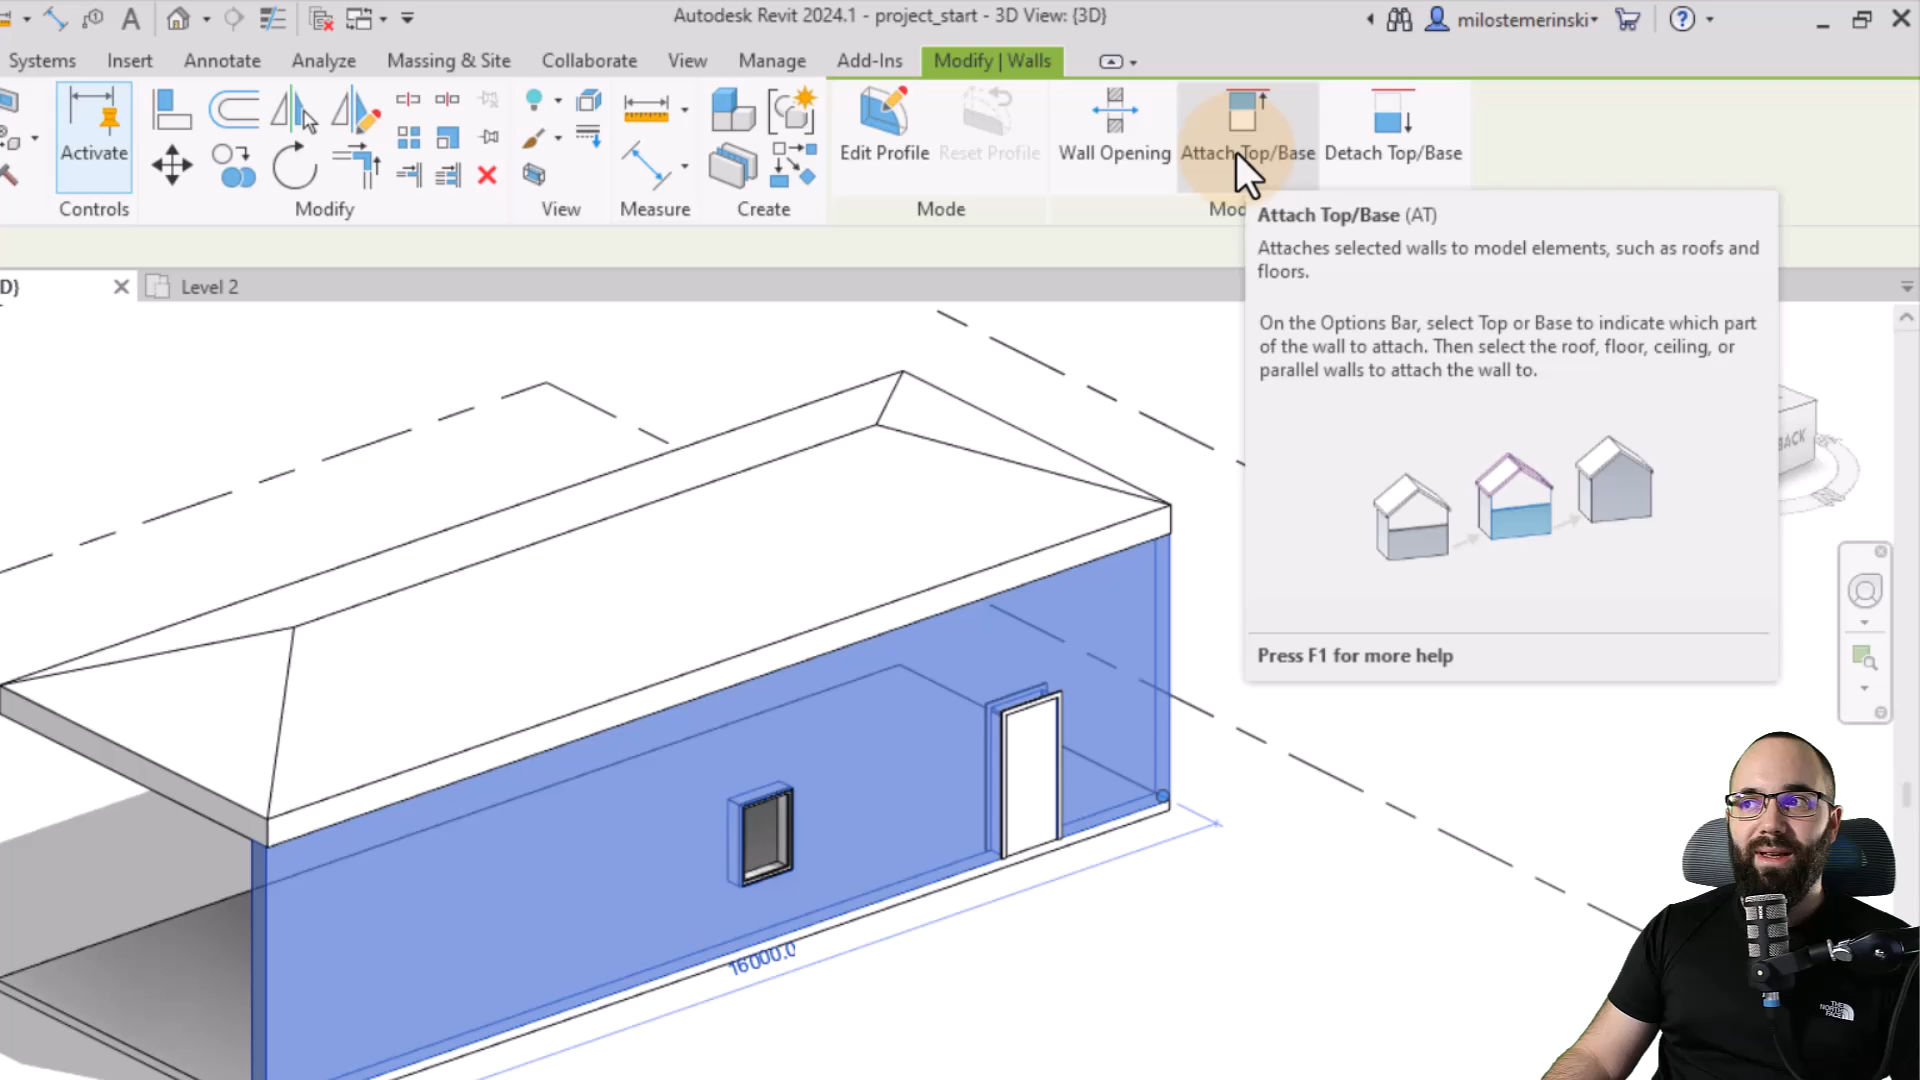 Autodesk Revit 2024.1 - project_start - 3D View: {3D}
milostemerinski
Systems
Insert
Annotate
Analyze
Massing & Site
Collaborate
View
Manage
Add-Ins
Modify | Walls
Activate
Edit Profile
Reset Profile
Wall Opening
Attach Top/Base
Detach Top/Base
Controls
Modify
View
Measure
Create
Mode
Mod
D}
Level 2
Attach Top/Base (AT)
Attaches selected walls to model elements, such as roofs and
floors.
On the Options Bar, select Top or Base to indicate which part
of the wall to attach. Then select the roof, floor, ceiling, or
parallel walls to attach the wall to.
Press F1 for more help
BACK
16000.0
THE
NORTH
FACE